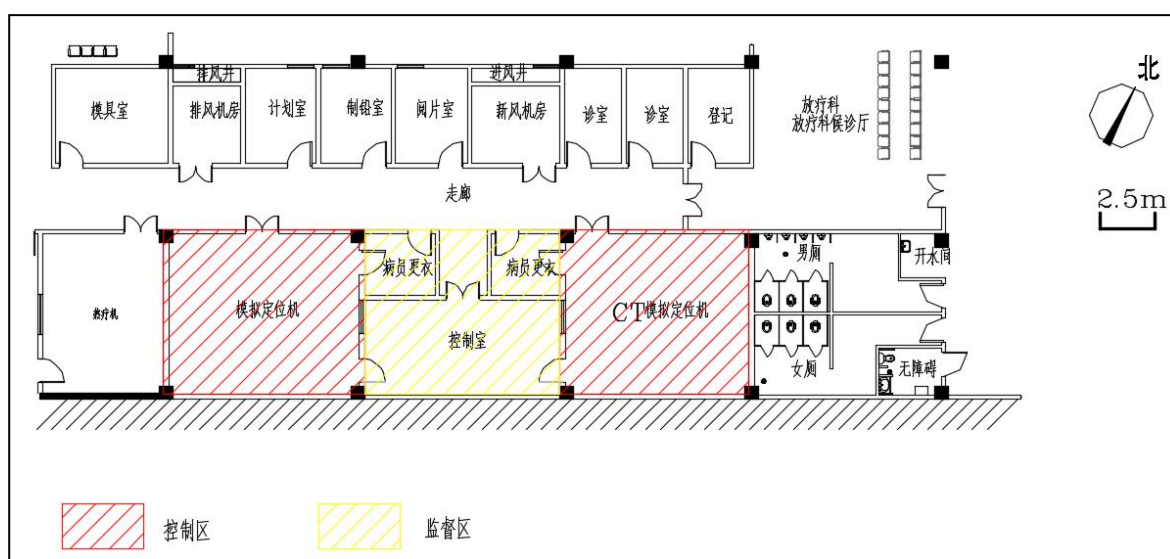 北
2.5m
排风井
进风井
模具室
排风机房
计划室
制铅室
阅片室
新风机房
诊室
诊室
登记
放疗科
放疗科候诊厅
走廊
热疗机
模拟定位机
病员更衣
病员更衣
控制室
CT模拟定位机
男厕
开水间
女厕
无障碍
控制区
监督区